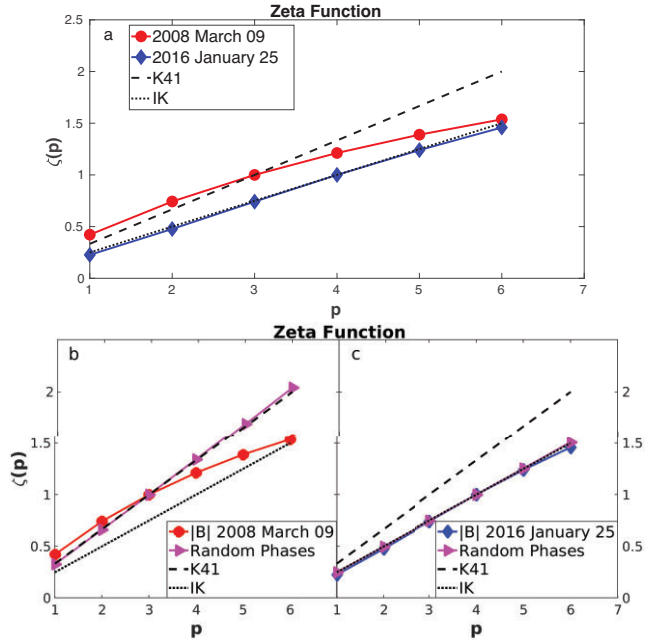 Zeta Function
a
2008 March 09
2016 January 25
K41
IK
2.5
2
1.5
1
0.5
0
ζ(p)
1 2 3 4 5 6 7
p
Zeta Function
b
c
2
1.5
1
0.5
0
ζ(p)
|B| 2008 March 09
Random Phases
K41
IK
1 2 3 4 5 6
p
|B| 2016 January 25
Random Phases
K41
IK
2
1.5
1
0.5
0
1 2 3 4 5 6 7
p